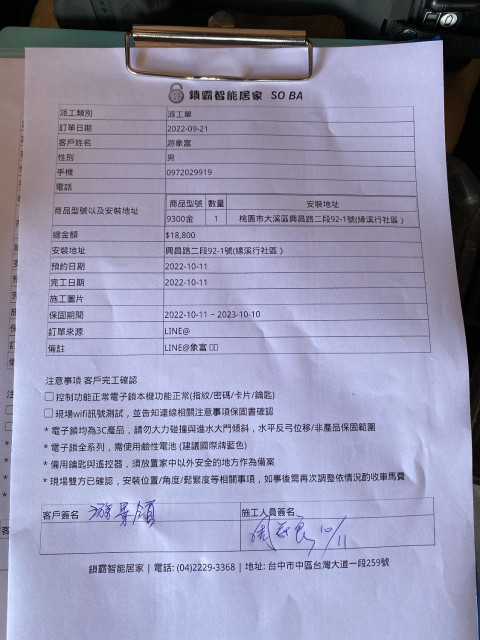 鎖霸智能居家 SO BA
派工類別 派工單
訂單日期 2022-09-21
客戶姓名 游象富
性別 男
手機 0972029919
電話
商品型號以及安裝地址 商品型號 數量 安裝地址
9300金 1 桃園市大溪區興昌路二段92-1號(綠溪行社區)
總金額 $18,800
安裝地址 興昌路二段92-1號(綠溪行社區)
預約日期 2022-10-11
完工日期 2022-10-11
施工圖片
保固期間 2022-10-11 ~ 2023-10-10
訂單來源 LINE@
備註 LINE@象富
注意事項 客戶完工確認
☐控制功能正常電子鎖本機功能正常(指紋/密碼/卡片/鑰匙)
☐現場wifi訊號測試，並告知連線相關注意事項保固書確認
* 電子鎖均為3C產品，請勿大力碰撞與進水大門傾斜，水平反弓位移/非產品保固範圍
* 電子鎖全系列，需使用鹼性電池 (建議國際牌藍色)
* 備用鑰匙與遙控器，須放置家中以外安全的地方作為備案
* 現場雙方已確認，安裝位置/角度/鬆緊度等相關事項，如事後需再次調整依情況酌收車馬費
客戶簽名 施工人員簽名
10/11
鎖霸智能居家 | 電話: (04)2229-3368 | 地址: 台中市中區台灣大道一段259號